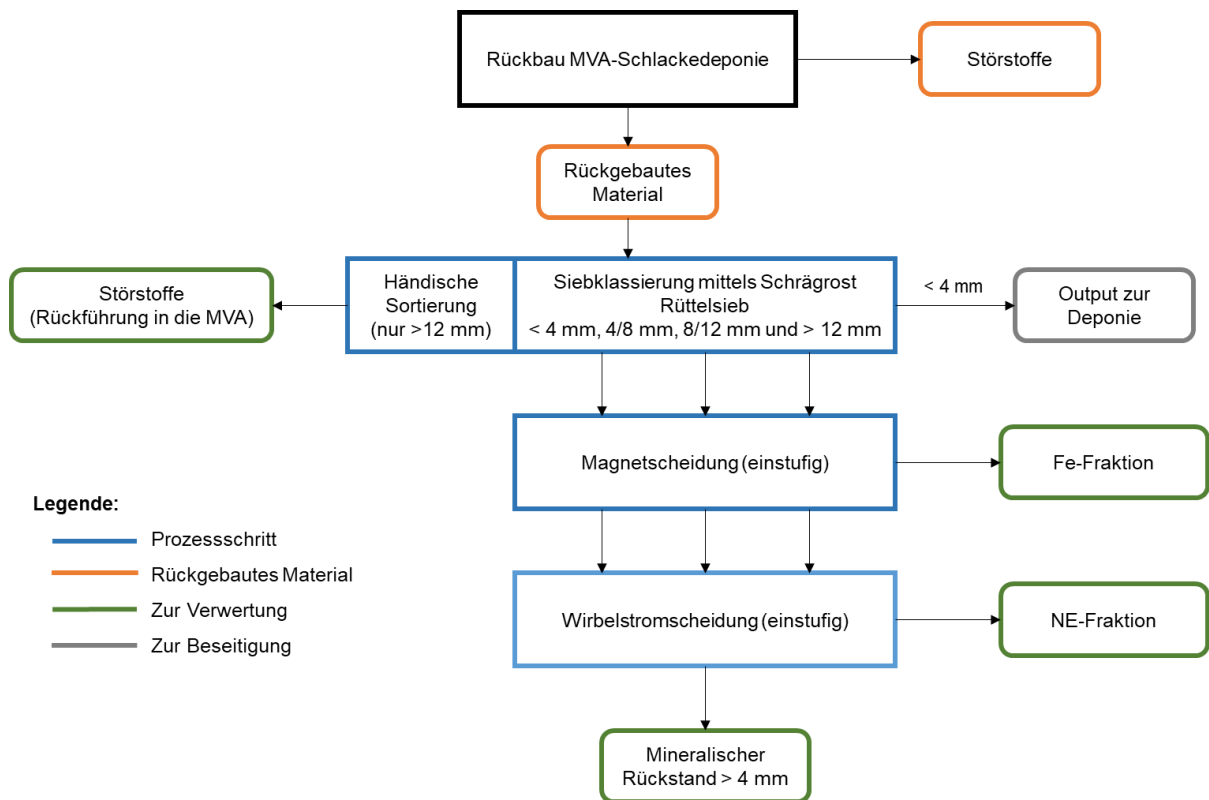 Rückbau MVA-Schlackedeponie
Störstoffe
Rückgebautes
Material
Störstoffe
(Rückführung in die MVA)
Händische
Sortierung
(nur >12 mm)
Siebklassierung mittels Schrägrost
Rüttelsieb
< 4 mm, 4/8 mm, 8/12 mm und > 12 mm
< 4 mm
Output zur
Deponie
Magnetscheidung (einstufig)
Fe-Fraktion
Legende:
Prozessschritt
Rückgebautes Material
Zur Verwertung
Zur Beseitigung
Wirbelstromscheidung (einstufig)
NE-Fraktion
Mineralischer
Rückstand > 4 mm